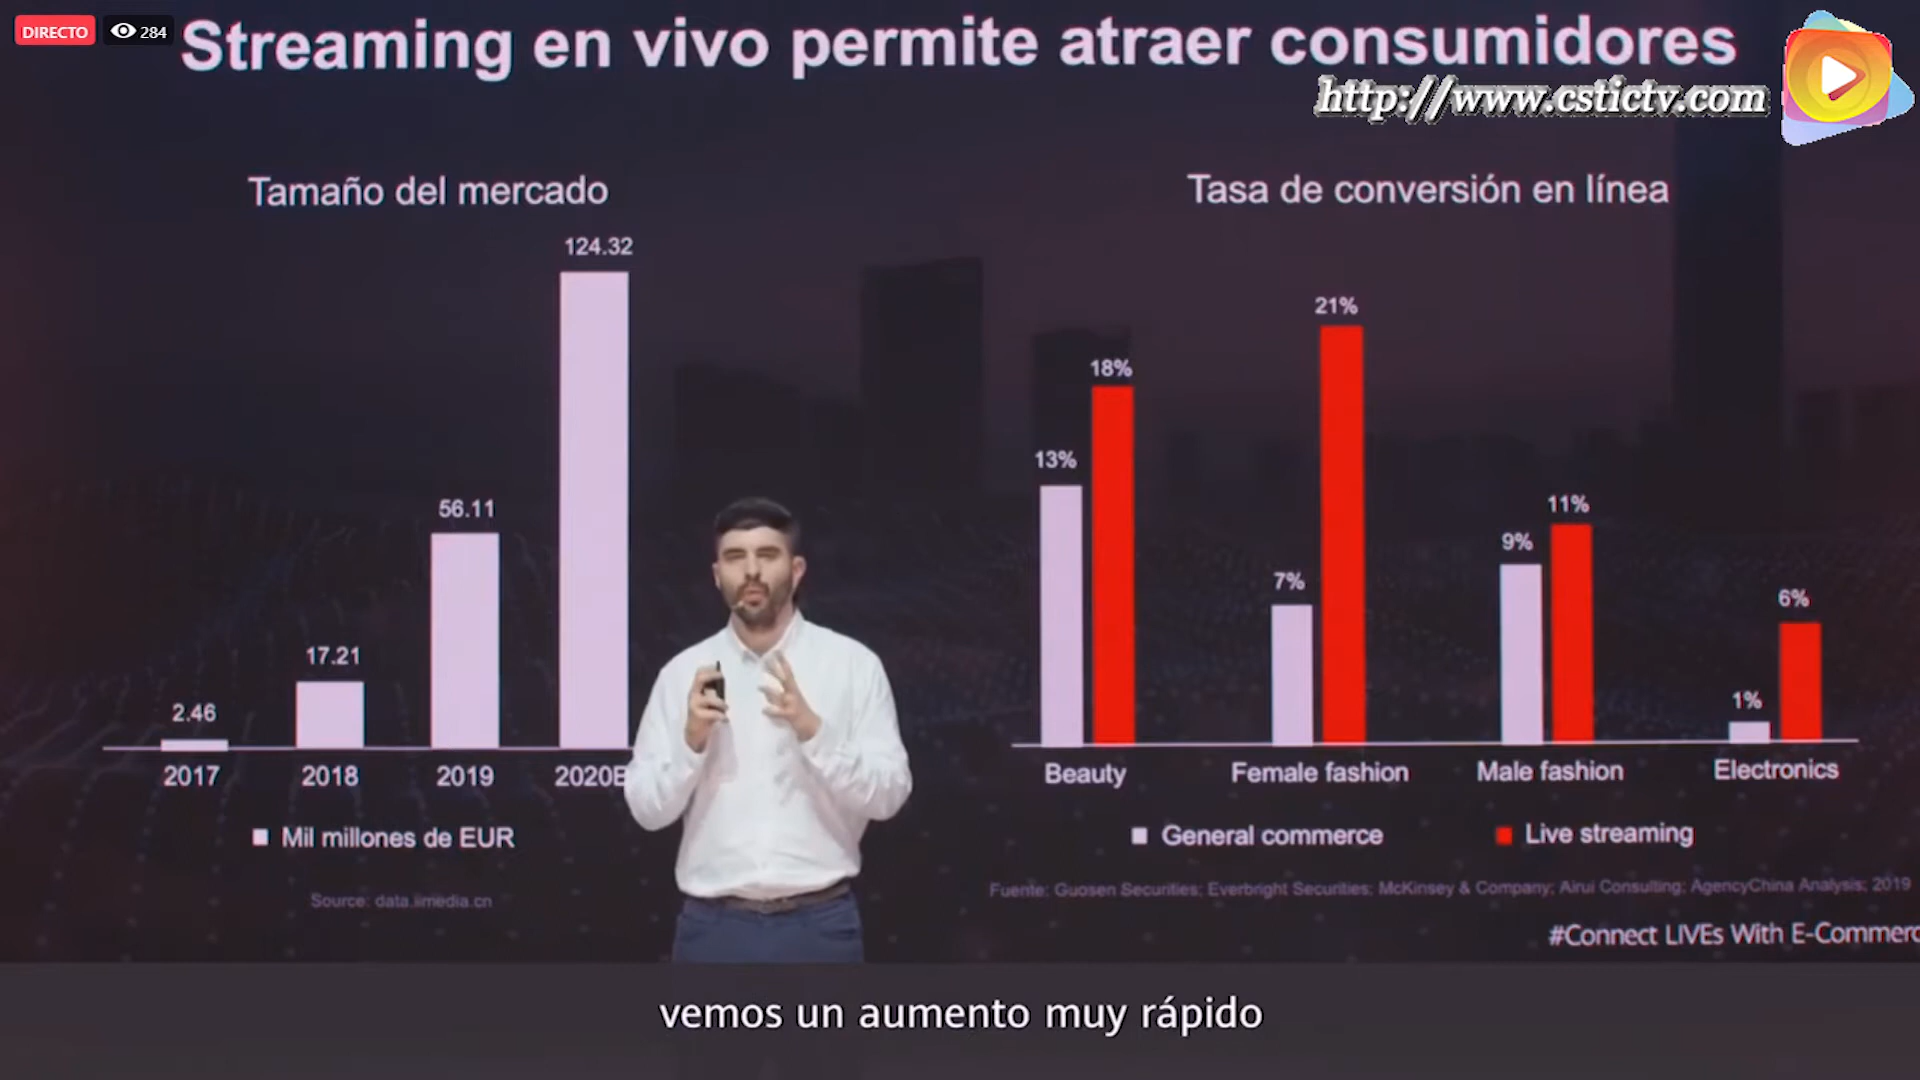 DIRECTO 284
Streaming en vivo permite atraer consumidores
http://www.cstictv.com
Tamaño del mercado
124.32
56.11
17.21
2.46
2017 2018 2019 2020E
Mil millones de EUR
Source: data.iimedia.cn
Tasa de conversión en línea
21%
18%
13%
11%
9%
7%
6%
1%
Beauty Female fashion Male fashion Electronics
General commerce Live streaming
Fuente: Guosen Securities; Everbright Securities; McKinsey & Company; Airui Consulting; AgencyChina Analysis; 2019
#Connect LIVEs With E-Commerc
vemos un aumento muy rápido